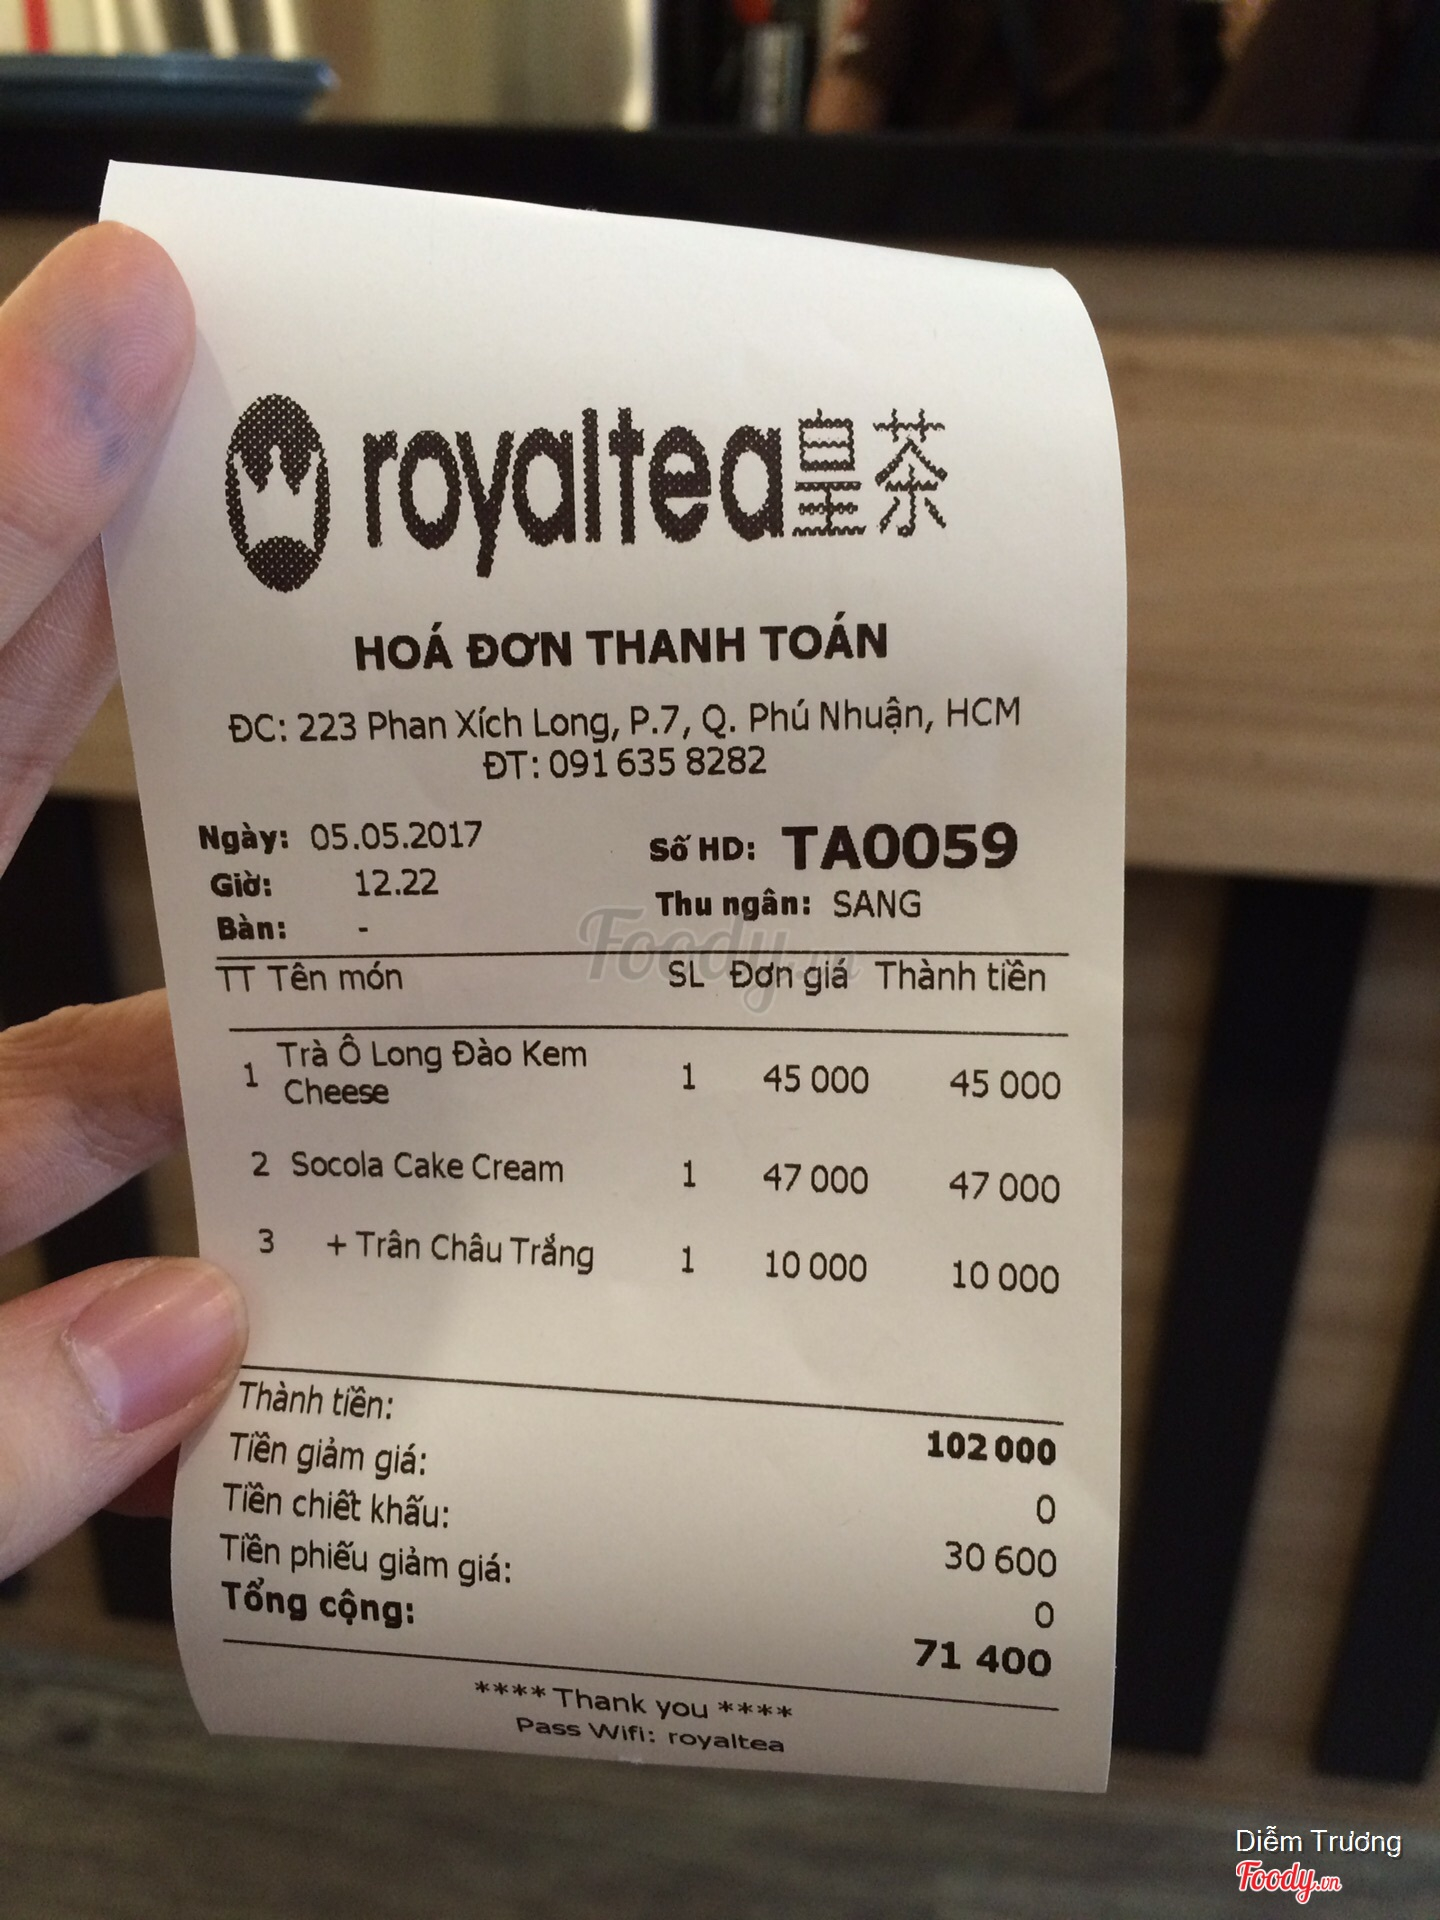 royaltea皇茶
HOÁ ĐƠN THANH TOÁN
ĐC: 223 Phan Xích Long, P.7, Q. Phú Nhuận, HCM
ĐT: 091 635 8282
Ngày: 05.05.2017 Số HD: TA0059
Giờ: 12.22 Thu ngân: SANG
Bàn: -
Foody.vn
TT Tên món SL Đơn giá Thành tiền
1 Trà Ô Long Đào Kem Cheese 1 45 000 45 000
2 Socola Cake Cream 1 47 000 47 000
3 + Trân Châu Trắng 1 10 000 10 000
Thành tiền: 102 000
Tiền giảm giá: 0
Tiền chiết khấu: 30 600
Tiền phiếu giảm giá: 0
Tổng cộng: 71 400
**** Thank you ****
Pass Wifi: royaltea
Diễm Trương
Foody.vn